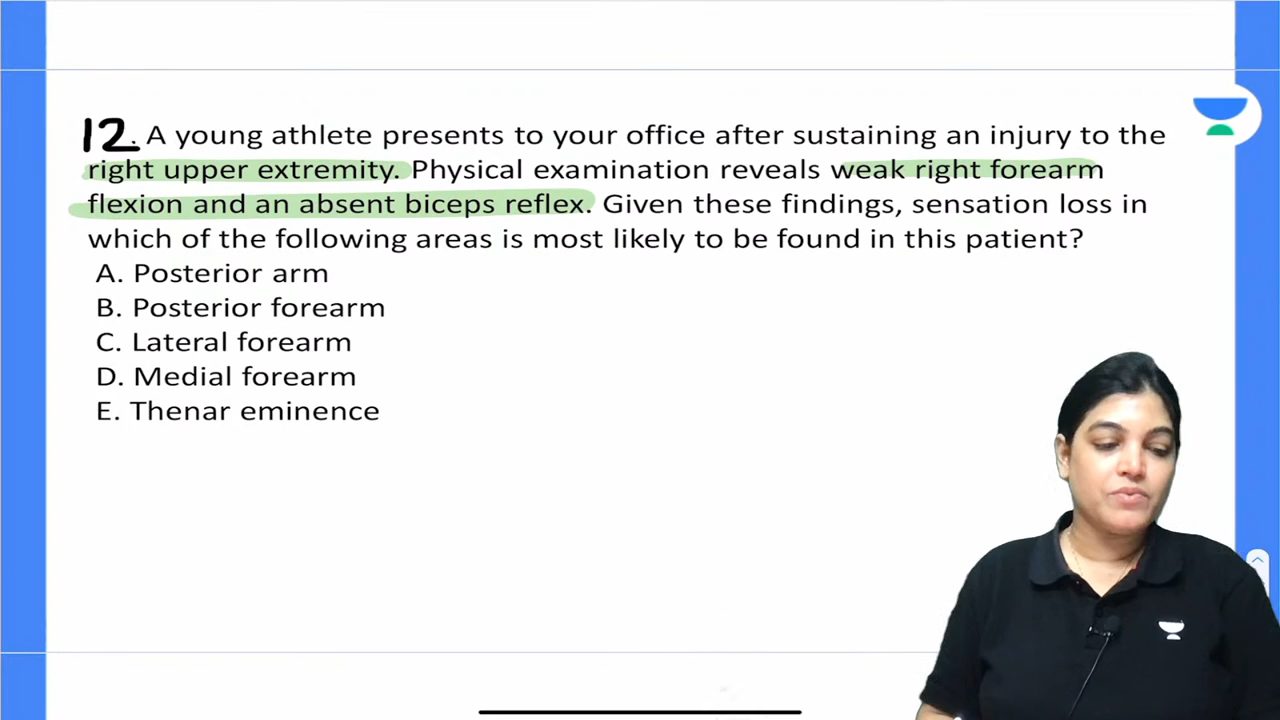 12. A young athlete presents to your office after sustaining an injury to the
right upper extremity. Physical examination reveals weak right forearm
flexion and an absent biceps reflex. Given these findings, sensation loss in
which of the following areas is most likely to be found in this patient?
A. Posterior arm
B. Posterior forearm
C. Lateral forearm
D. Medial forearm
E. Thenar eminence